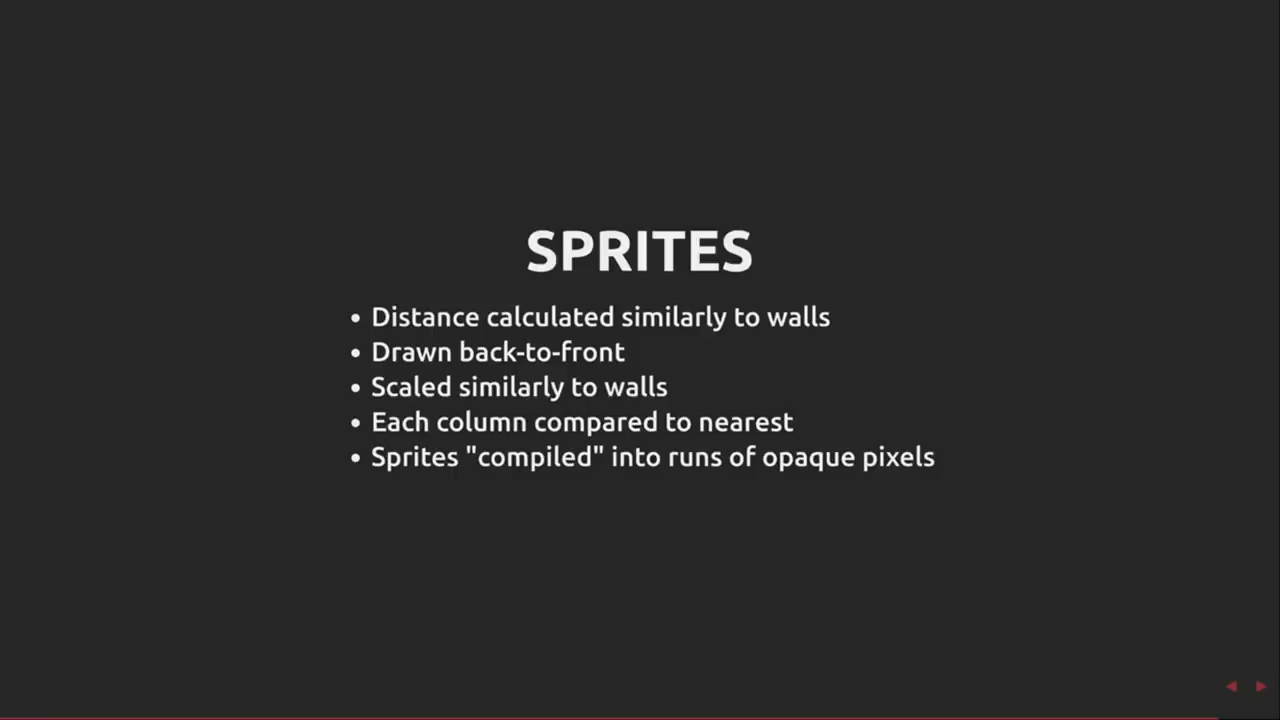 SPRITES
• Distance calculated similarly to walls
• Drawn back-to-front
• Scaled similarly to walls
• Each column compared to nearest
• Sprites "compiled" into runs of opaque pixels